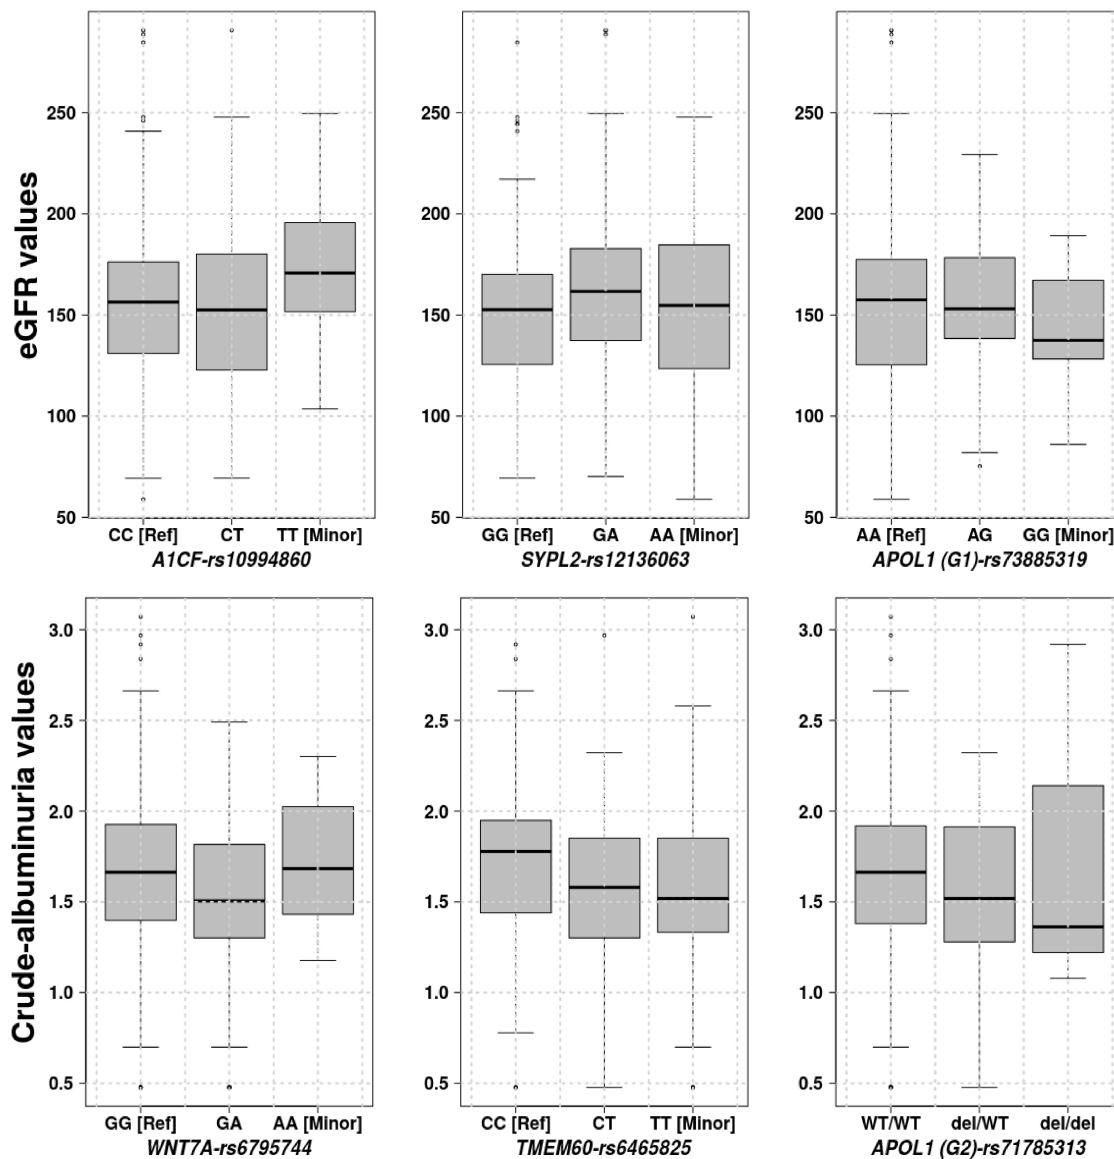 eGFR values
250
200
150
100
50
250
200
150
100
50
250
200
150
100
50
CC [Ref] CT TT [Minor]
A1CF-rs10994860
GG [Ref] GA AA [Minor]
SYPL2-rs12136063
AA [Ref] AG GG [Minor]
APOL1 (G1)-rs73885319
Crude-albuminuria values
3.0
2.5
2.0
1.5
1.0
0.5
3.0
2.5
2.0
1.5
1.0
0.5
3.0
2.5
2.0
1.5
1.0
0.5
GG [Ref] GA AA [Minor]
WNT7A-rs6795744
CC [Ref] CT TT [Minor]
TMEM60-rs6465825
WT/WT del/WT del/del
APOL1 (G2)-rs71785313